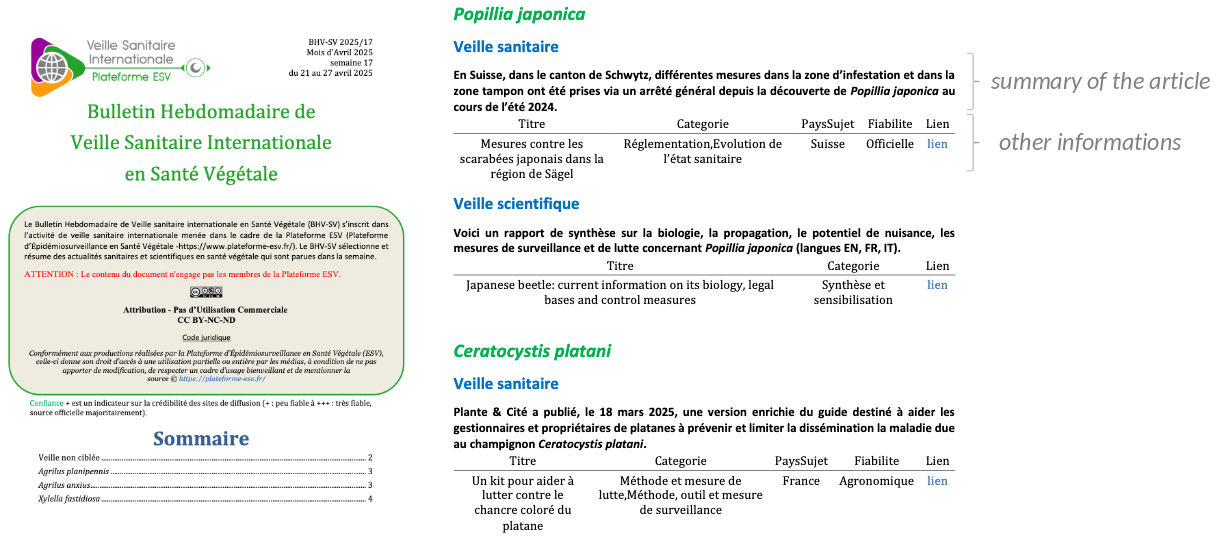 Veille Sanitaire
Internationale
Plateforme ESV
BHV-SV 2025/17
Mois d'Avril 2025
semaine 17
du 21 au 27 avril 2025
Bulletin Hebdomadaire de
Veille Sanitaire Internationale
en Santé Végétale
Le Bulletin Hebdomadaire de Veille sanitaire internationale en Santé Végétale (BHV-SV) s'inscrit dans
l'activité de veille sanitaire internationale menée dans le cadre de la Plateforme ESV (Plateforme
d'Épidémiosurveillance en Santé Végétale -https://www.plateforme-esv.fr/). Le BHV-SV sélectionne et
résume des actualités sanitaires et scientifiques en santé végétale qui sont parues dans la semaine.
ATTENTION : Le contenu du document n'engage pas les membres de la Plateforme ESV.
Attribution - Pas d'Utilisation Commerciale
CC BY-NC-ND
Code juridique
Conformément aux productions réalisées par la Plateforme d'Épidémiosurveillance en Santé Végétale (ESV),
celle-ci donne son droit d'accès à une utilisation partielle ou entière par les médias, à condition de ne pas
apporter de modification, de respecter un cadre d'usage bienveillant et de mentionner la
source © https://plateforme-esv.fr/
Confiance + est un indicateur sur la crédibilité des sites de diffusion (+ : peu fiable à +++ : très fiable,
source officielle majoritairement).
Sommaire
Veille non ciblée 2
Agrilus planipennis 3
Agrilus anxius 3
Xylella fastidiosa 4
Popillia japonica
Veille sanitaire
En Suisse, dans le canton de Schwytz, différentes mesures dans la zone d'infestation et dans la
zone tampon ont été prises via un arrêté général depuis la découverte de Popillia japonica au
cours de l'été 2024.
Titre Categorie PaysSujet Fiabilite Lien
Mesures contre les Réglementation,Evolution de Suisse Officielle lien
scarabées japonais dans la l'état sanitaire
région de Sägel
Veille scientifique
Voici un rapport de synthèse sur la biologie, la propagation, le potentiel de nuisance, les
mesures de surveillance et de lutte concernant Popillia japonica (langues EN, FR, IT).
Titre Categorie Lien
Japanese beetle: current information on its biology, legal Synthèse et lien
bases and control measures sensibilisation
Ceratocystis platani
Veille sanitaire
Plante & Cité a publié, le 18 mars 2025, une version enrichie du guide destiné à aider les
gestionnaires et propriétaires de platanes à prévenir et limiter la dissémination la maladie due
au champignon Ceratocystis platani.
Titre Categorie PaysSujet Fiabilite Lien
Un kit pour aider à Méthode et mesure de France Agronomique lien
lutter contre le lutte,Méthode, outil et mesure
chancre coloré du de surveillance
platane
summary of the article
other informations